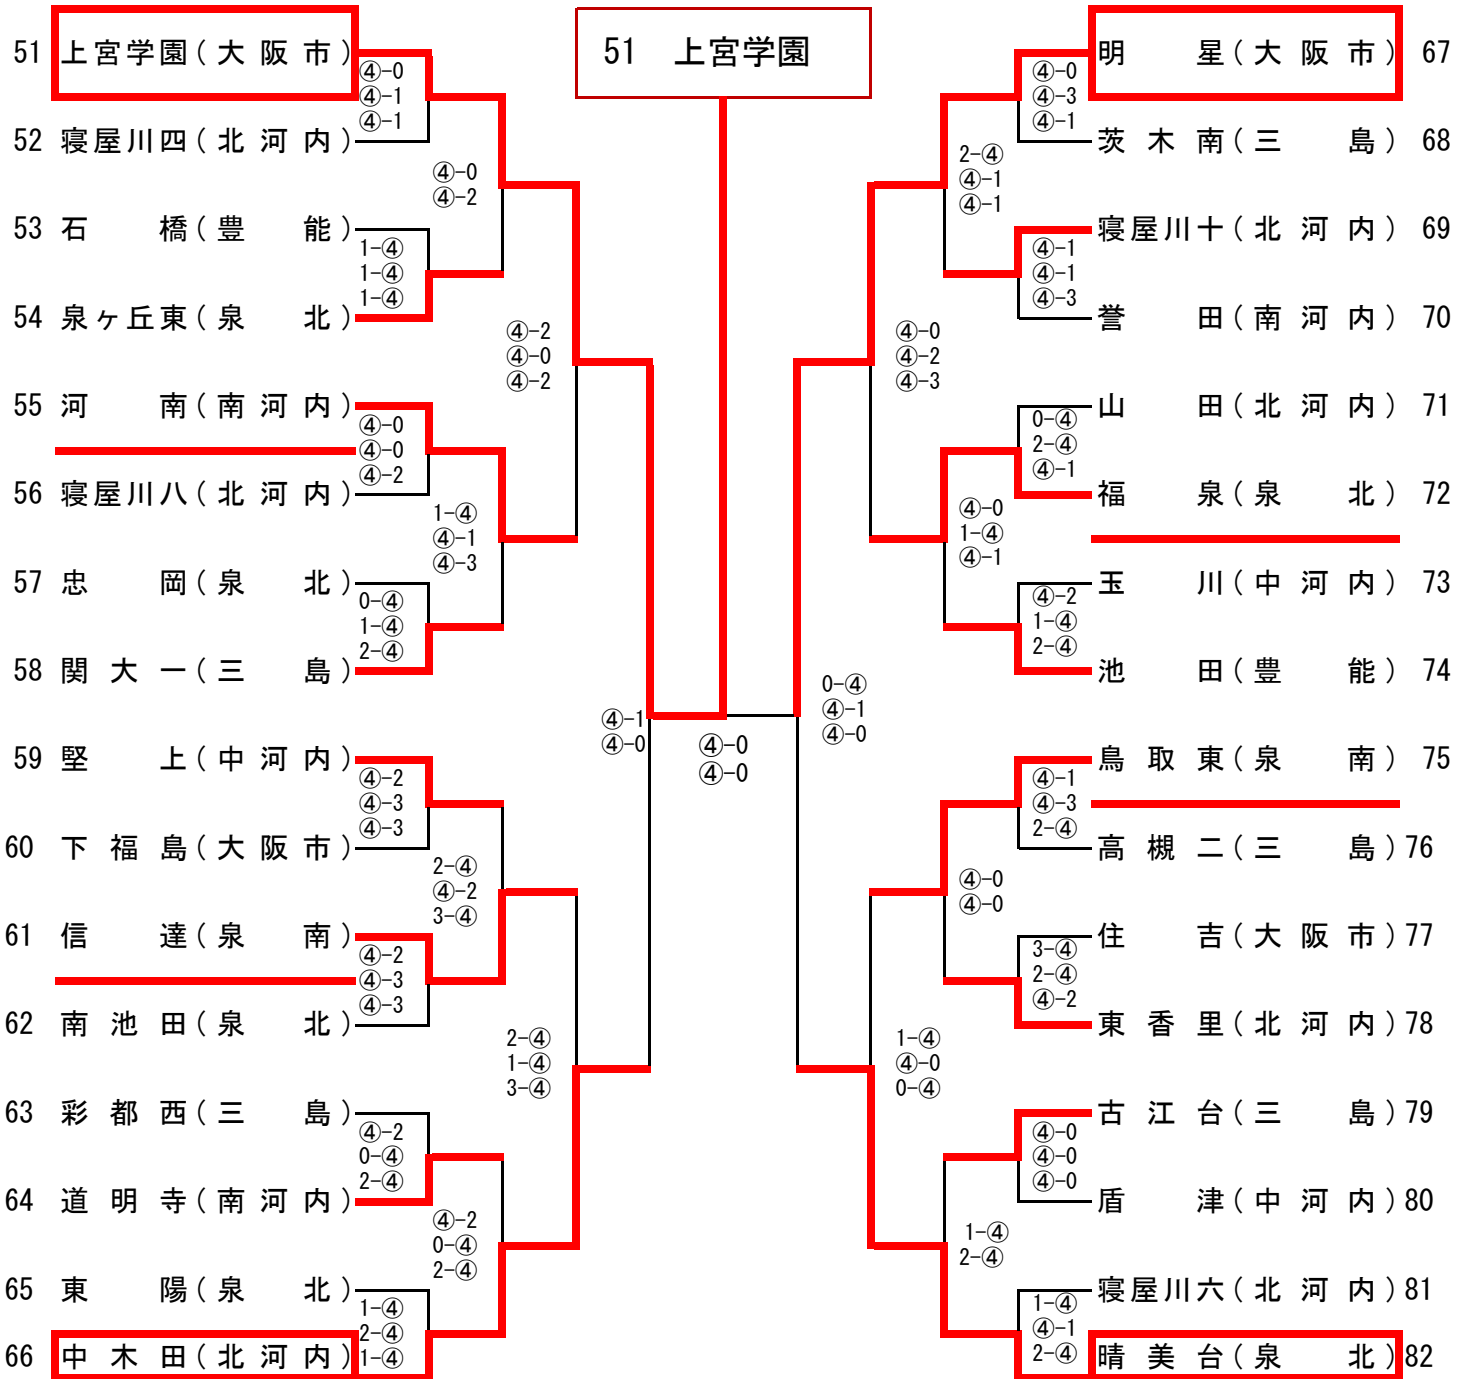 51 上宮学園
51 上宮学園(大阪市)
④-0
④-1
④-1
52 寝屋川四(北河内)
④-0
④-2
53 石橋(豊能)
1-④
1-④
1-④
54 泉ヶ丘東(泉北)
④-2
④-0
④-2
55 河南(南河内)
④-0
④-0
④-2
56 寝屋川八(北河内)
1-④
④-1
④-3
57 忠岡(泉北)
0-④
1-④
2-④
58 関大一(三島)
④-1
④-0
59 堅上(中河内)
④-2
④-3
④-3
60 下福島(大阪市)
2-④
④-2
3-④
61 信達(泉南)
④-2
④-3
④-3
62 南池田(泉北)
2-④
1-④
3-④
63 彩都西(三島)
④-2
0-④
2-④
64 道明寺(南河内)
④-2
0-④
2-④
65 東陽(泉北)
1-④
2-④
1-④
66 中木田(北河内)
④-0
④-0
明星(大阪市) 67
④-0
④-3
④-1
茨木南(三島) 68
2-④
④-1
④-1
寝屋川十(北河内) 69
④-1
④-1
④-3
誉田(南河内) 70
④-0
④-2
④-3
山田(北河内) 71
0-④
2-④
④-1
福泉(泉北) 72
④-0
1-④
④-1
玉川(中河内) 73
④-2
1-④
2-④
池田(豊能) 74
0-④
④-1
④-0
鳥取東(泉南) 75
④-1
④-3
2-④
高槻二(三島) 76
④-0
④-0
住吉(大阪市) 77
3-④
2-④
④-2
東香里(北河内) 78
1-④
④-0
0-④
古江台(三島) 79
④-0
④-0
④-0
盾津(中河内) 80
1-④
2-④
寝屋川六(北河内) 81
1-④
④-1
2-④
晴美台(泉北) 82